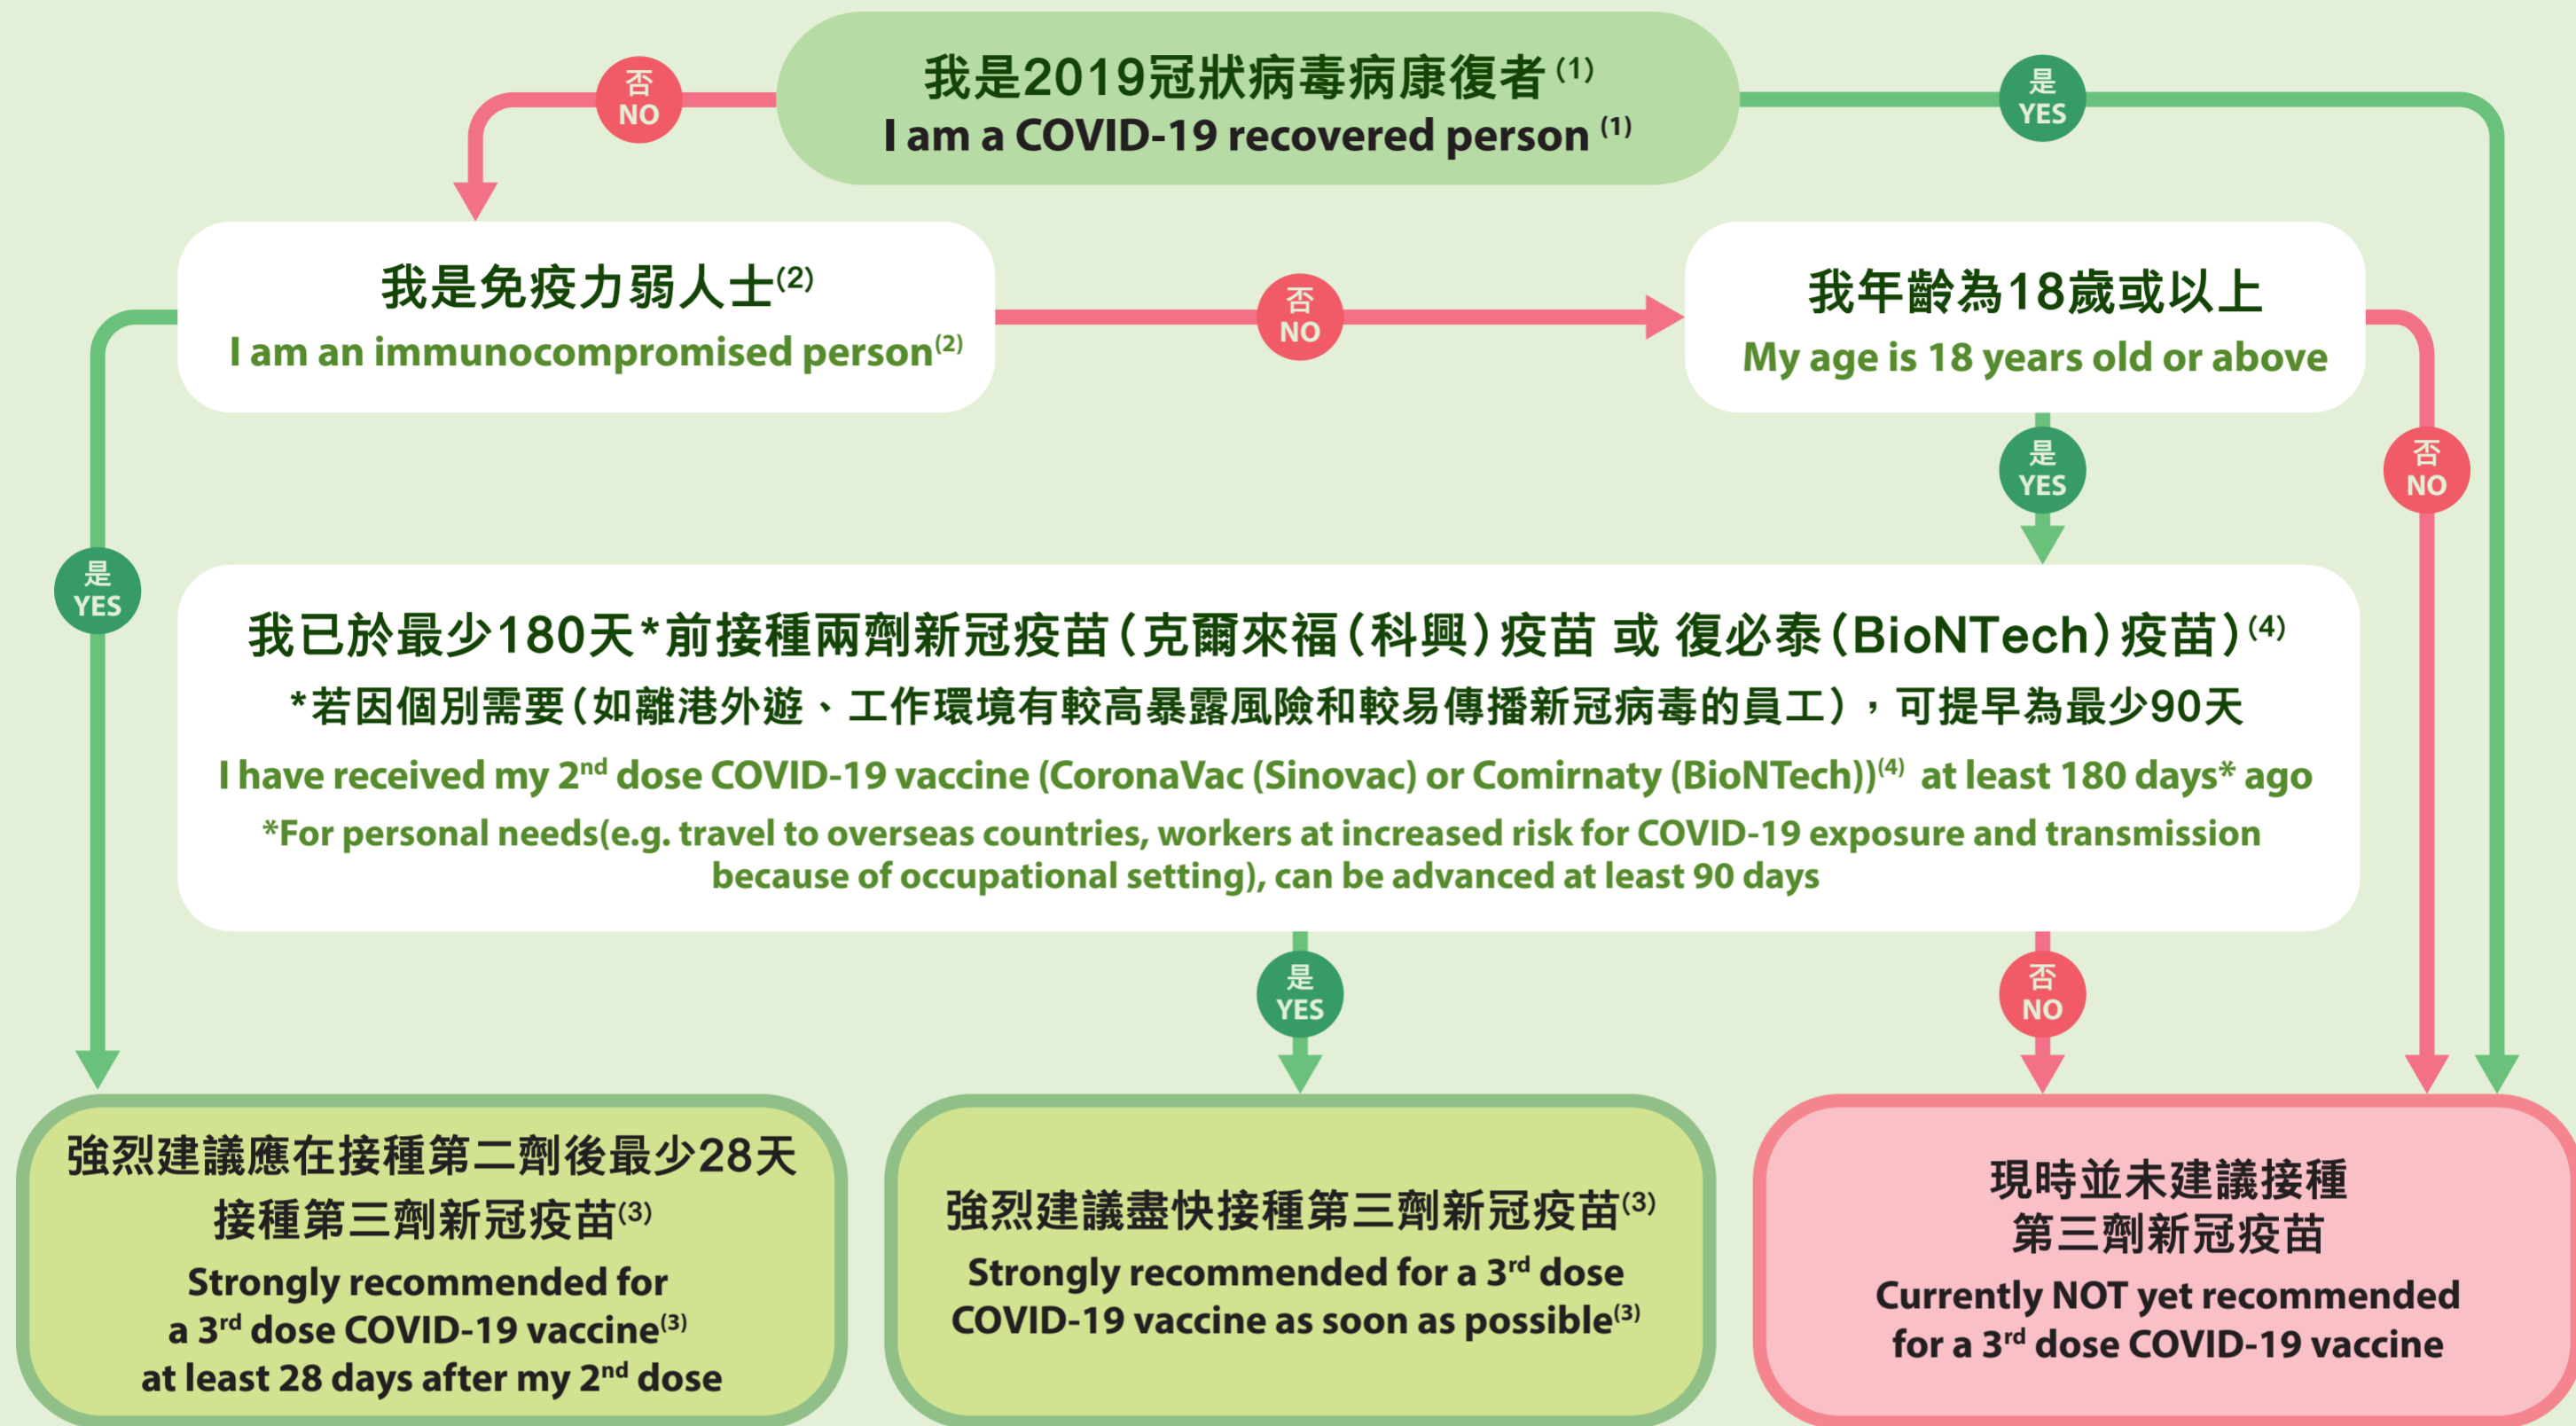 我是2019冠狀病毒病康復者(1)
I am a COVID-19 recovered person (1)
否
NO
是
YES
我是免疫力弱人士(2)
I am an immunocompromised person(2)
否
NO
我年齡為18歲或以上
My age is 18 years old or above
是
YES
否
NO
是
YES
我已於最少180天*前接種兩劑新冠疫苗(克爾來福(科興)疫苗 或 復必泰(BioNTech)疫苗)(4)
*若因個別需要(如離港外遊、工作環境有較高暴露風險和較易傳播新冠病毒的員工),可提早為最少90天
I have received my 2nd dose COVID-19 vaccine (CoronaVac (Sinovac) or Comirnaty (BioNTech))(4) at least 180 days* ago
*For personal needs(e.g. travel to overseas countries, workers at increased risk for COVID-19 exposure and transmission
because of occupational setting), can be advanced at least 90 days
是
YES
否
NO
強烈建議應在接種第二劑後最少28天
接種第三劑新冠疫苗(3)
Strongly recommended for
a 3rd dose COVID-19 vaccine(3)
at least 28 days after my 2nd dose
強烈建議盡快接種第三劑新冠疫苗(3)
Strongly recommended for a 3rd dose
COVID-19 vaccine as soon as possible(3)
現時並未建議接種
第三劑新冠疫苗
Currently NOT yet recommended
for a 3rd dose COVID-19 vaccine